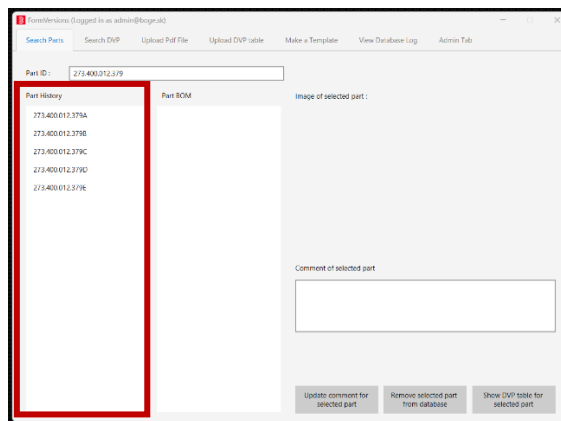 FormVersions (Logged in as admin@boge.sk)
Search Parts Search DVP Upload Pdf File Upload DVP table Make a Template View Database Log Admin Tab
Part ID : 273.400.012.379
Part History Part BOM Image of selected part :
273.400.012.379A
273.400.012.379B
273.400.012.379C
273.400.012.379D
273.400.012.379E
Comment of selected part
Update comment for selected part
Remove selected part from database
Show DVP table for selected part